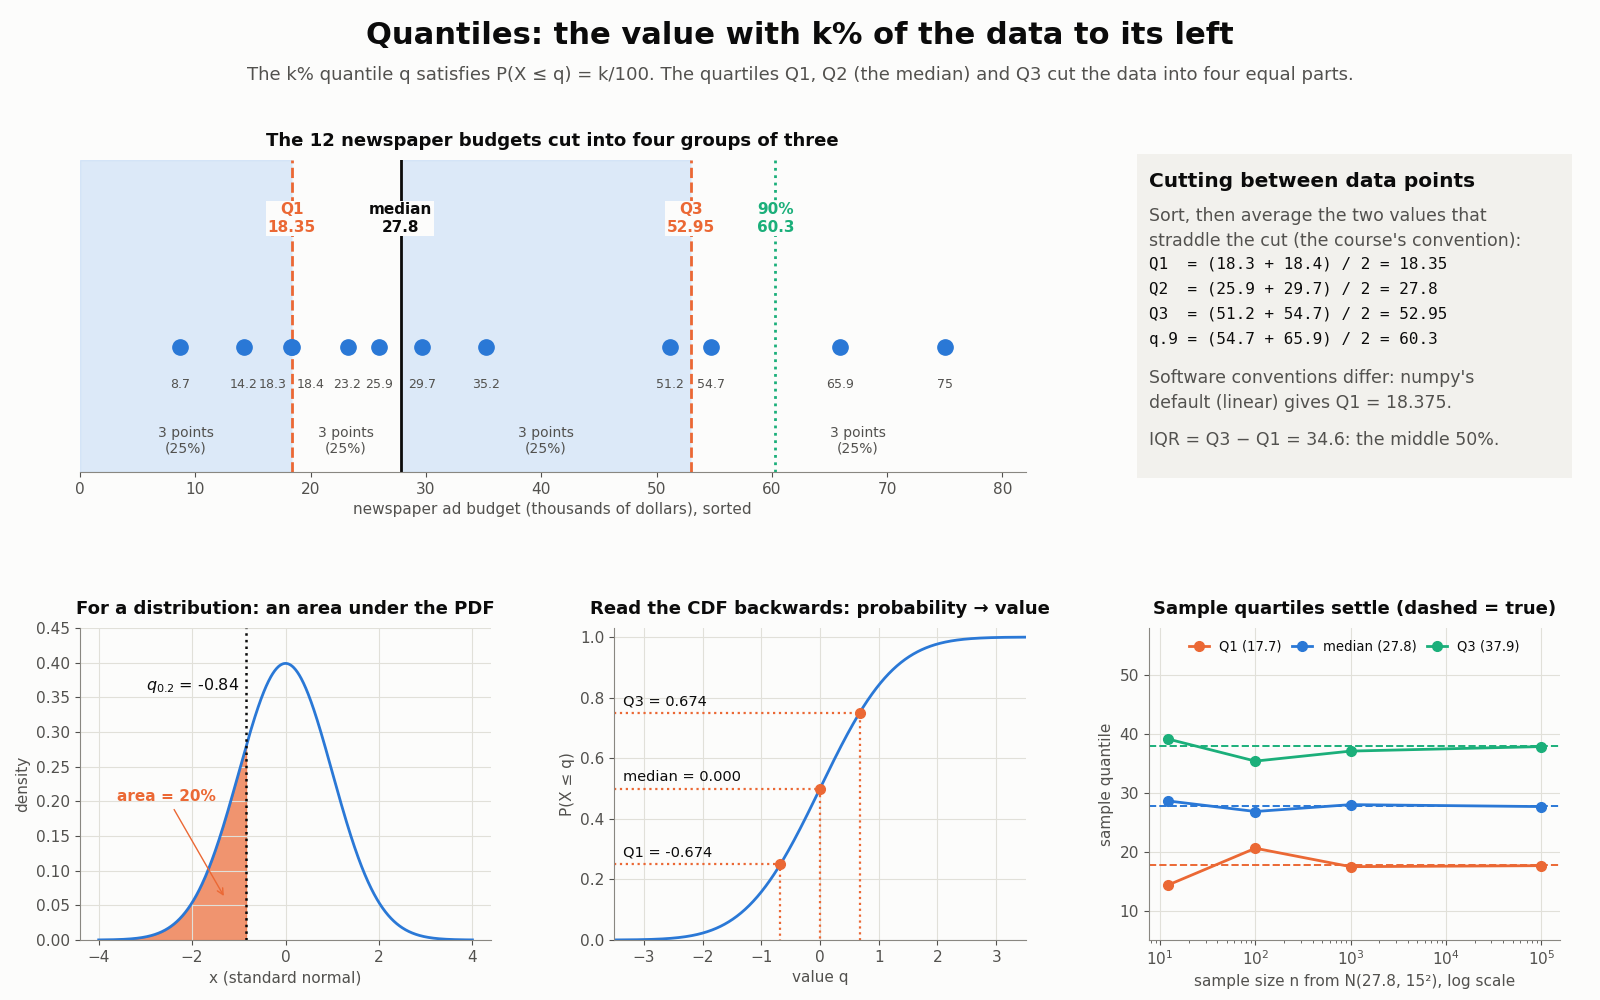 Quantiles: the value with k% of the data to its left
The k% quantile q satisfies P(X ≤ q) = k/100. The quartiles Q1, Q2 (the median) and Q3 cut the data into four equal parts.
The 12 newspaper budgets cut into four groups of three
Q1
18.35
median
27.8
Q3
52.95
90%
60.3
8.7 14.2 18.3 18.4 23.2 25.9 29.7 35.2 51.2 54.7 65.9 75
3 points
(25%)
3 points
(25%)
3 points
(25%)
3 points
(25%)
0 10 20 30 40 50 60 70 80
newspaper ad budget (thousands of dollars), sorted
Cutting between data points
Sort, then average the two values that
straddle the cut (the course's convention):
Q1 = (18.3 + 18.4) / 2 = 18.35
Q2 = (25.9 + 29.7) / 2 = 27.8
Q3 = (51.2 + 54.7) / 2 = 52.95
q.9 = (54.7 + 65.9) / 2 = 60.3
Software conventions differ: numpy's
default (linear) gives Q1 = 18.375.
IQR = Q3 − Q1 = 34.6: the middle 50%.
For a distribution: an area under the PDF
0.45
0.40
0.35
0.30
0.25
0.20
0.15
0.10
0.05
0.00
density
q0.2 = -0.84
area = 20%
−4 −2 0 2 4
x (standard normal)
Read the CDF backwards: probability → value
1.0
0.8
0.6
0.4
0.2
0.0
P(X ≤ q)
Q3 = 0.674
median = 0.000
Q1 = -0.674
−3 −2 −1 0 1 2 3
value q
Sample quartiles settle (dashed = true)
Q1 (17.7) median (27.8) Q3 (37.9)
50
40
30
20
10
sample quantile
10¹ 10² 10³ 10⁴ 10⁵
sample size n from N(27.8, 15²), log scale